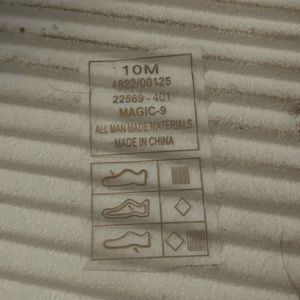 10M
4622/00125
22569-401
MAGIC-9
ALL MAN MADE MATERIALS
MADE IN CHINA